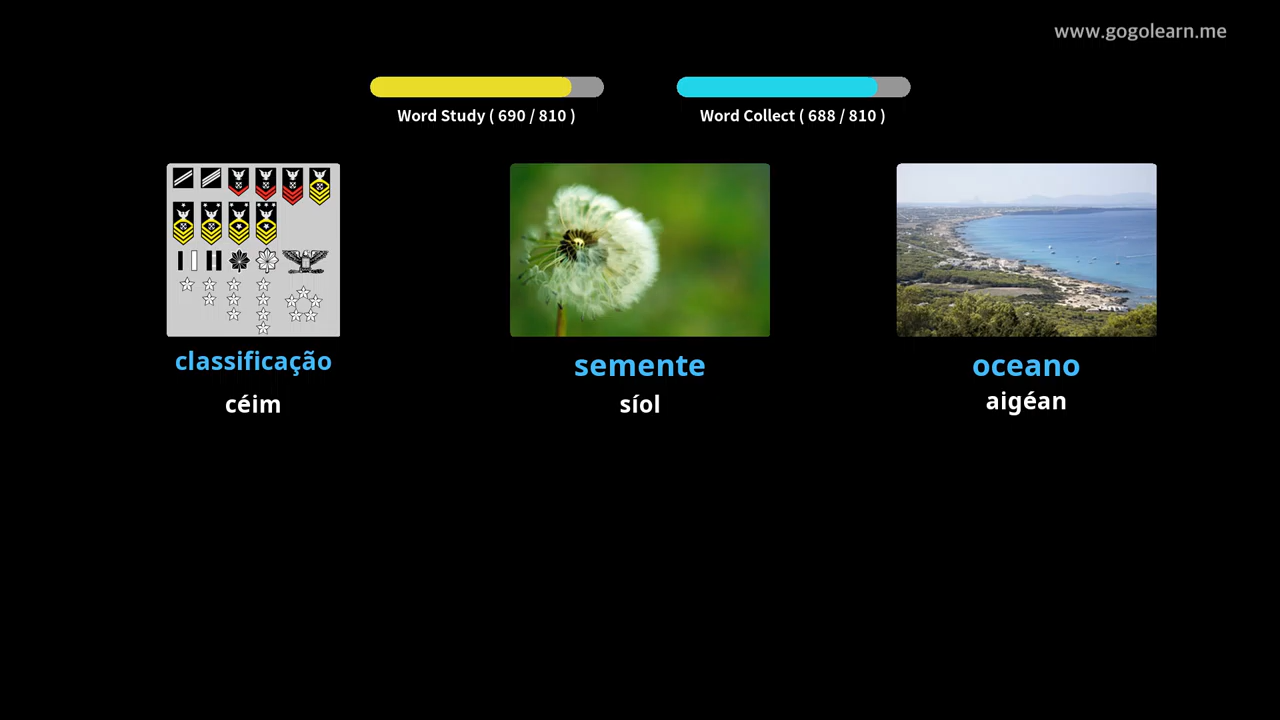 www.gogolearn.me
Word Study ( 690 / 810 )
Word Collect ( 688 / 810 )
classificação
semente
oceano
céim
síol
aigéan